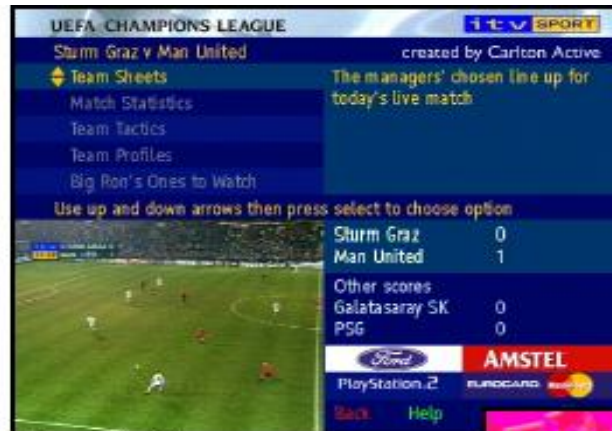 UEFA CHAMPIONS LEAGUE
itv SPORT
Sturm Graz v Man United
created by Carlton Active
Team Sheets
Match Statistics
Team Tactics
Team Profiles
Big Ron's Ones to Watch
The managers' chosen line up for
today's live match
Use up and down arrows then press select to choose option
Sturm Graz 0
Man United 1
Other scores
Galatasaray SK 0
PSG 0
Ford
AMSTEL
PlayStation.2
EUROCARD
Back
Help